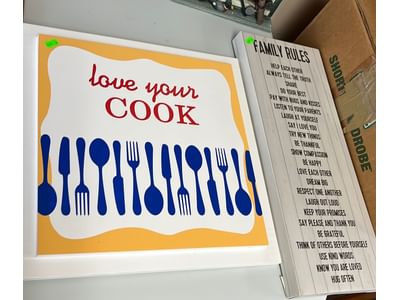 love your
COOK
FAMILY RULES
HELP EACH OTHER
ALWAYS TELL THE TRUTH
SHARE
DO YOUR BEST
PAY WITH HUGS AND KISSES
LISTEN TO YOUR PARENTS
LAUGH AT YOURSELF
SAY I LOVE YOU
TRY NEW THINGS
BE THANKFUL
SHOW COMPASSION
BE HAPPY
LOVE EACH OTHER
DREAM BIG
RESPECT ONE ANOTHER
LAUGH OUT LOUD
KEEP YOUR PROMISES
SAY PLEASE AND THANK YOU
BE GRATEFUL
THINK OF OTHERS BEFORE YOURSELF
USE KIND WORDS
KNOW YOU ARE LOVED
HUG OFTEN
SHOR
DROBE